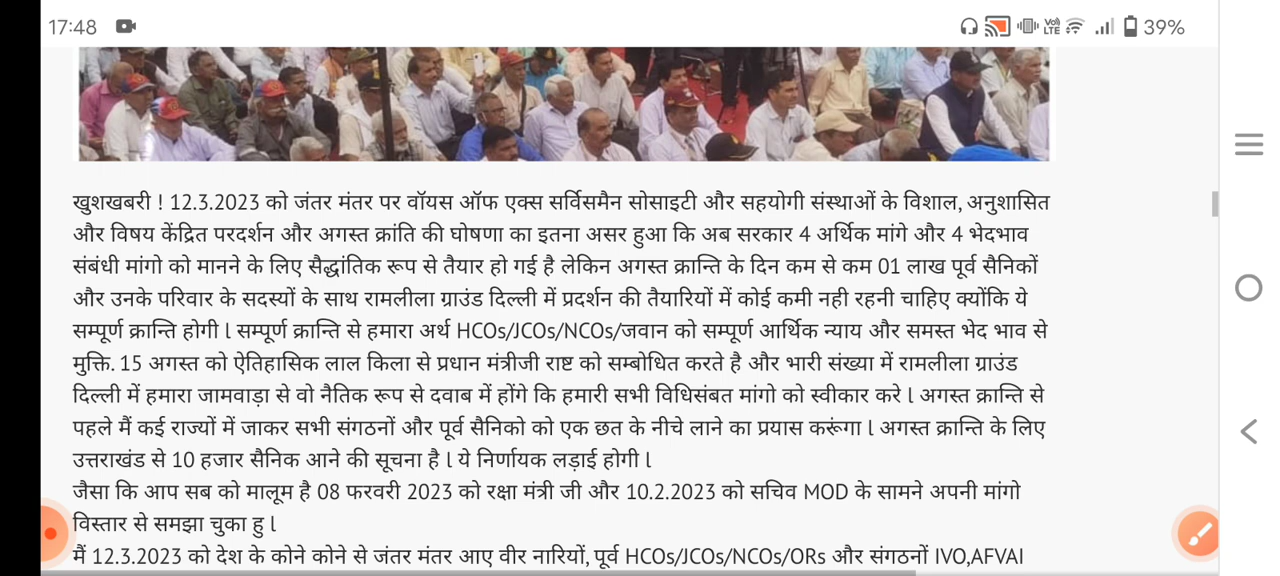 17:48
Vo) LTE 39%
खुशखबरी ! 12.3.2023 को जंतर मंतर पर वॉयस ऑफ एक्स सर्विसमैन सोसाइटी और सहयोगी संस्थाओं के विशाल, अनुशासित
और विषय केंद्रित परदर्शन और अगस्त क्रांति की घोषणा का इतना असर हुआ कि अब सरकार 4 अर्थिक मांगे और 4 भेदभाव
संबंधी मांगो को मानने के लिए सैद्धांतिक रूप से तैयार हो गई है लेकिन अगस्त क्रान्ति के दिन कम से कम 01 लाख पूर्व सैनिकों
और उनके परिवार के सदस्यों के साथ रामलीला ग्राउंड दिल्ली में प्रदर्शन की तैयारियों में कोई कमी नही रहनी चाहिए क्योंकि ये
सम्पूर्ण क्रान्ति होगी l सम्पूर्ण क्रान्ति से हमारा अर्थ HCOs/JCOs/NCOs/जवान को सम्पूर्ण आर्थिक न्याय और समस्त भेद भाव से
मुक्ति. 15 अगस्त को ऐतिहासिक लाल किला से प्रधान मंत्रीजी राष्ट को सम्बोधित करते है और भारी संख्या में रामलीला ग्राउंड
दिल्ली में हमारा जामवाड़ा से वो नैतिक रूप से दवाब में होंगे कि हमारी सभी विधिसंबत मांगो को स्वीकार करे l अगस्त क्रान्ति से
पहले मैं कई राज्यों में जाकर सभी संगठनों और पूर्व सैनिको को एक छत के नीचे लाने का प्रयास करूंगा l अगस्त क्रान्ति के लिए
उत्तराखंड से 10 हजार सैनिक आने की सूचना है l ये निर्णायक लड़ाई होगी l
जैसा कि आप सब को मालूम है 08 फरवरी 2023 को रक्षा मंत्री जी और 10.2.2023 को सचिव MOD के सामने अपनी मांगो
विस्तार से समझा चुका हु l
मैं 12.3.2023 को देश के कोने कोने से जंतर मंतर आए वीर नारियों, पूर्व HCOs/JCOs/NCOs/ORs और संगठनों IVO,AFVAI